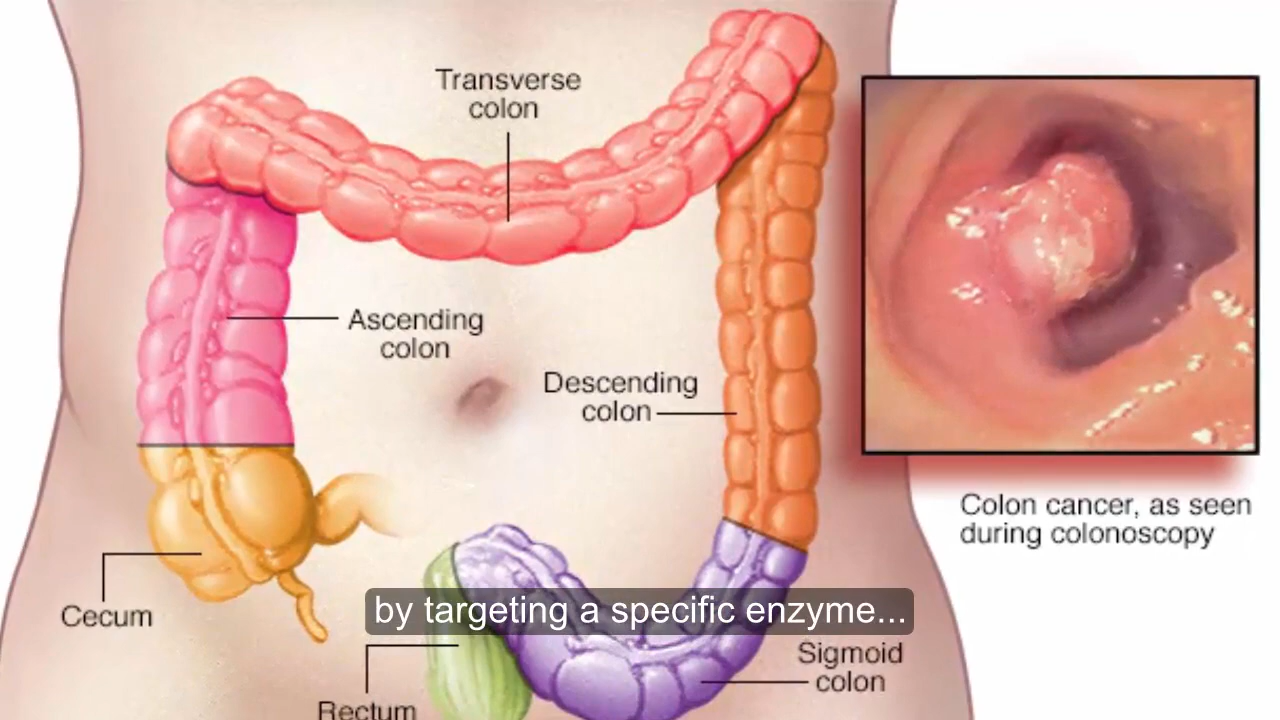 Transverse
colon
Ascending
colon
Descending
colon
Colon cancer, as seen
during colonoscopy
Cecum
by targeting a specific enzyme...
Sigmoid
colon
Rectum